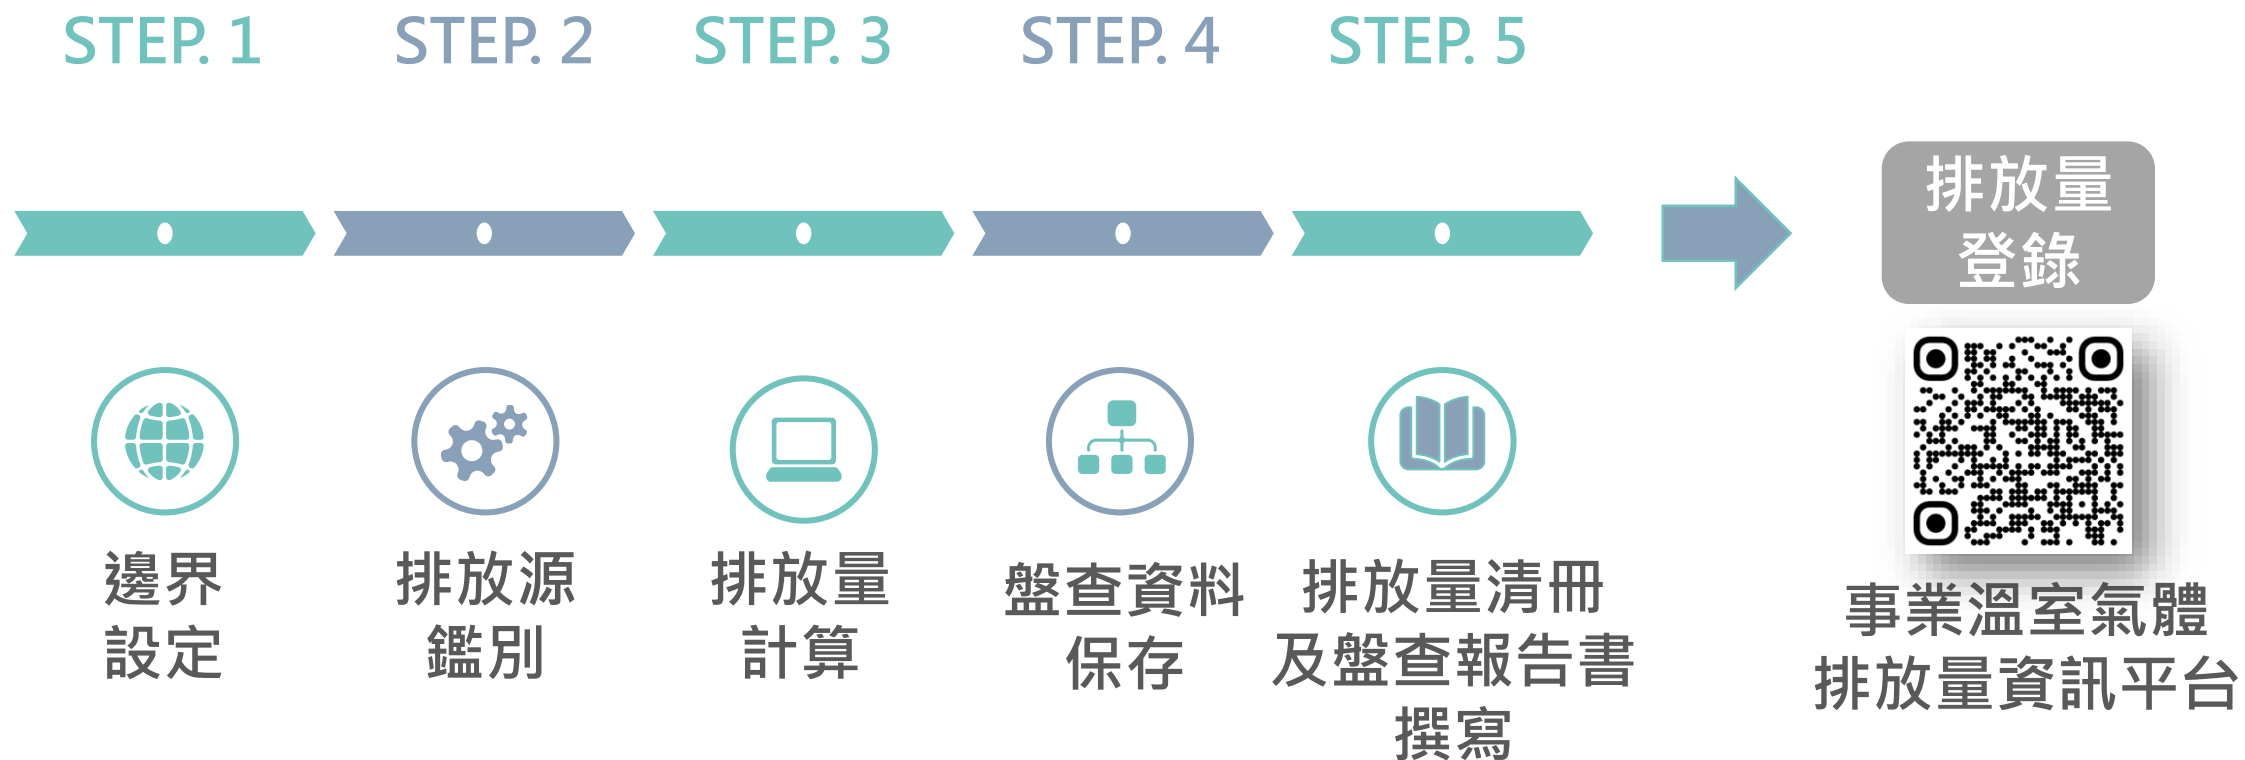 STEP. 1
STEP. 2
STEP. 3
STEP. 4
STEP. 5
邊界
設定
排放源
鑑別
排放量
計算
盤查資料
保存
排放量清冊
及盤查報告書
撰寫
排放量
登錄
事業溫室氣體
排放量資訊平台